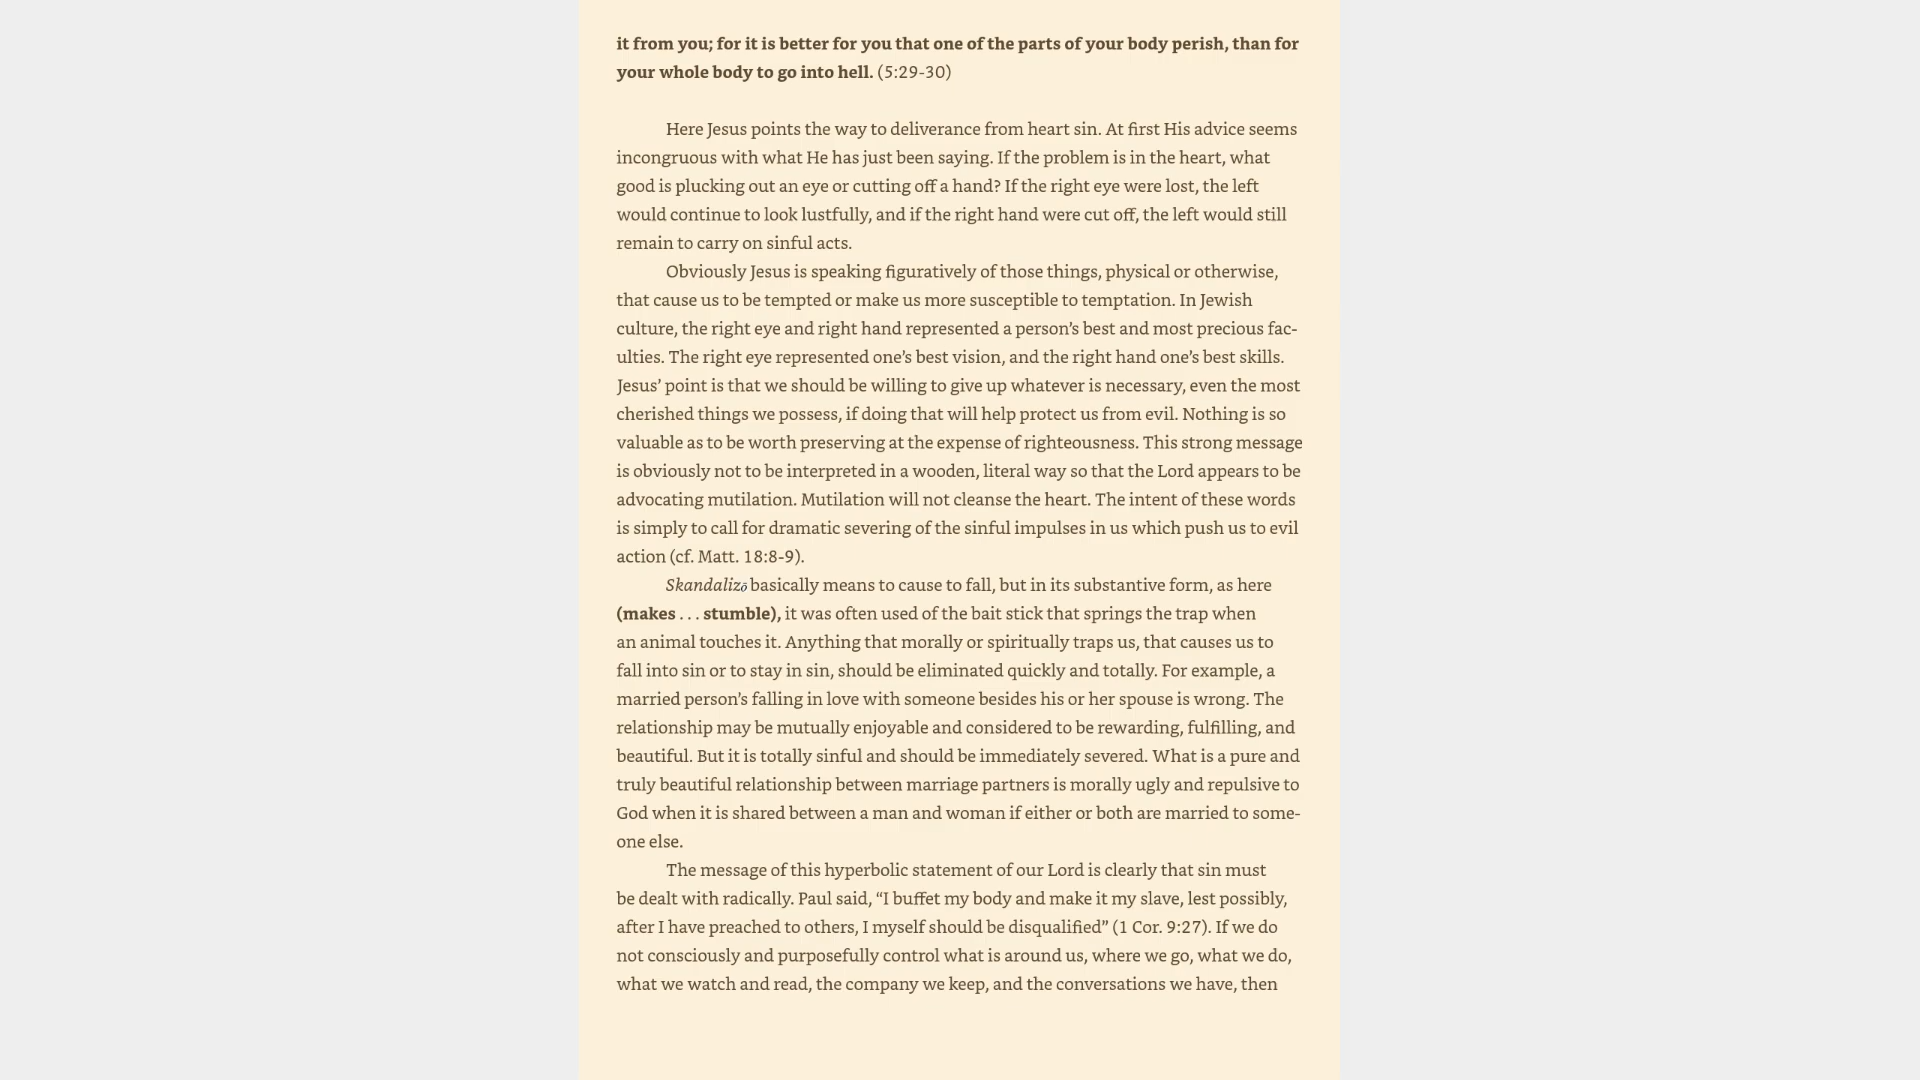 it from you; for it is better for you that one of the parts of your body perish, than for
your whole body to go into hell. (5:29-30)
Here Jesus points the way to deliverance from heart sin. At first His advice seems
incongruous with what He has just been saying. If the problem is in the heart, what
good is plucking out an eye or cutting off a hand? If the right eye were lost, the left
would continue to look lustfully, and if the right hand were cut off, the left would still
remain to carry on sinful acts.
Obviously Jesus is speaking figuratively of those things, physical or otherwise,
that cause us to be tempted or make us more susceptible to temptation. In Jewish
culture, the right eye and right hand represented a person’s best and most precious fac-
ulties. The right eye represented one’s best vision, and the right hand one’s best skills.
Jesus’ point is that we should be willing to give up whatever is necessary, even the most
cherished things we possess, if doing that will help protect us from evil. Nothing is so
valuable as to be worth preserving at the expense of righteousness. This strong message
is obviously not to be interpreted in a wooden, literal way so that the Lord appears to be
advocating mutilation. Mutilation will not cleanse the heart. The intent of these words
is simply to call for dramatic severing of the sinful impulses in us which push us to evil
action (cf. Matt. 18:8-9).
Skandalizō basically means to cause to fall, but in its substantive form, as here
(makes . . . stumble), it was often used of the bait stick that springs the trap when
an animal touches it. Anything that morally or spiritually traps us, that causes us to
fall into sin or to stay in sin, should be eliminated quickly and totally. For example, a
married person’s falling in love with someone besides his or her spouse is wrong. The
relationship may be mutually enjoyable and considered to be rewarding, fulfilling, and
beautiful. But it is totally sinful and should be immediately severed. What is a pure and
truly beautiful relationship between marriage partners is morally ugly and repulsive to
God when it is shared between a man and woman if either or both are married to some-
one else.
The message of this hyperbolic statement of our Lord is clearly that sin must
be dealt with radically. Paul said, “I buffet my body and make it my slave, lest possibly,
after I have preached to others, I myself should be disqualified” (1 Cor. 9:27). If we do
not consciously and purposefully control what is around us, where we go, what we do,
what we watch and read, the company we keep, and the conversations we have, then